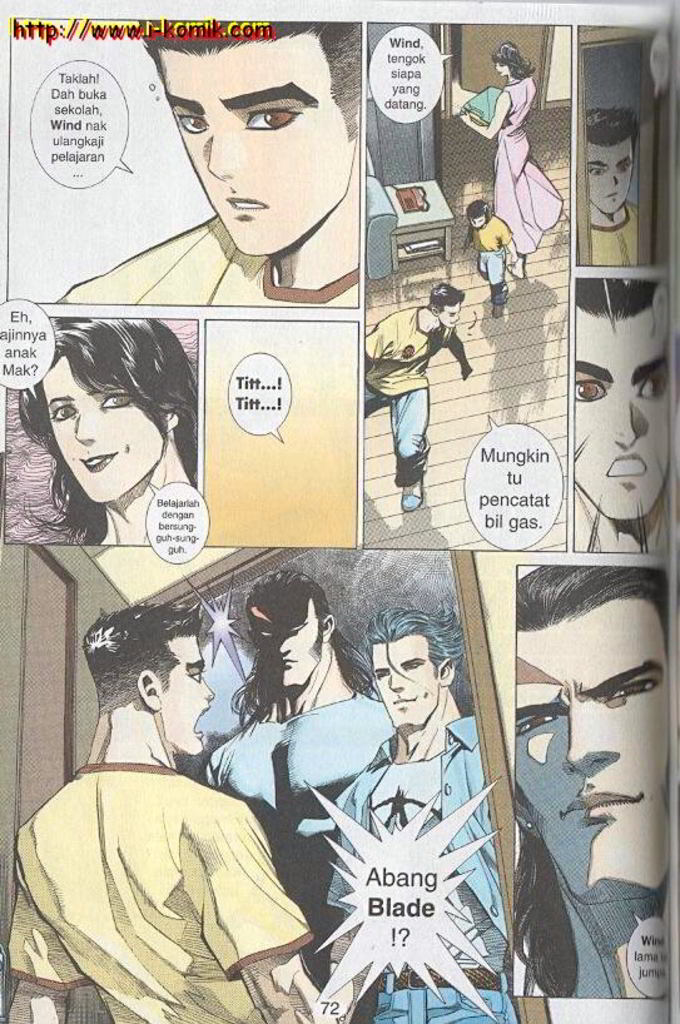 http://www.i-komik.com
Taklah!
Dah buka
sekolah,
Wind nak
ulangkaji
pelajaran
...
Wind,
tengok
siapa
yang
datang.
Eh,
ajinnya
anak
Mak?
Belajarlah
dengan
bersung-
guh-sung-
guh.
Titt...!
Titt...!
Mungkin
tu
pencatat
bil gas.
Abang
Blade
!?
Wind
lama
jump
72